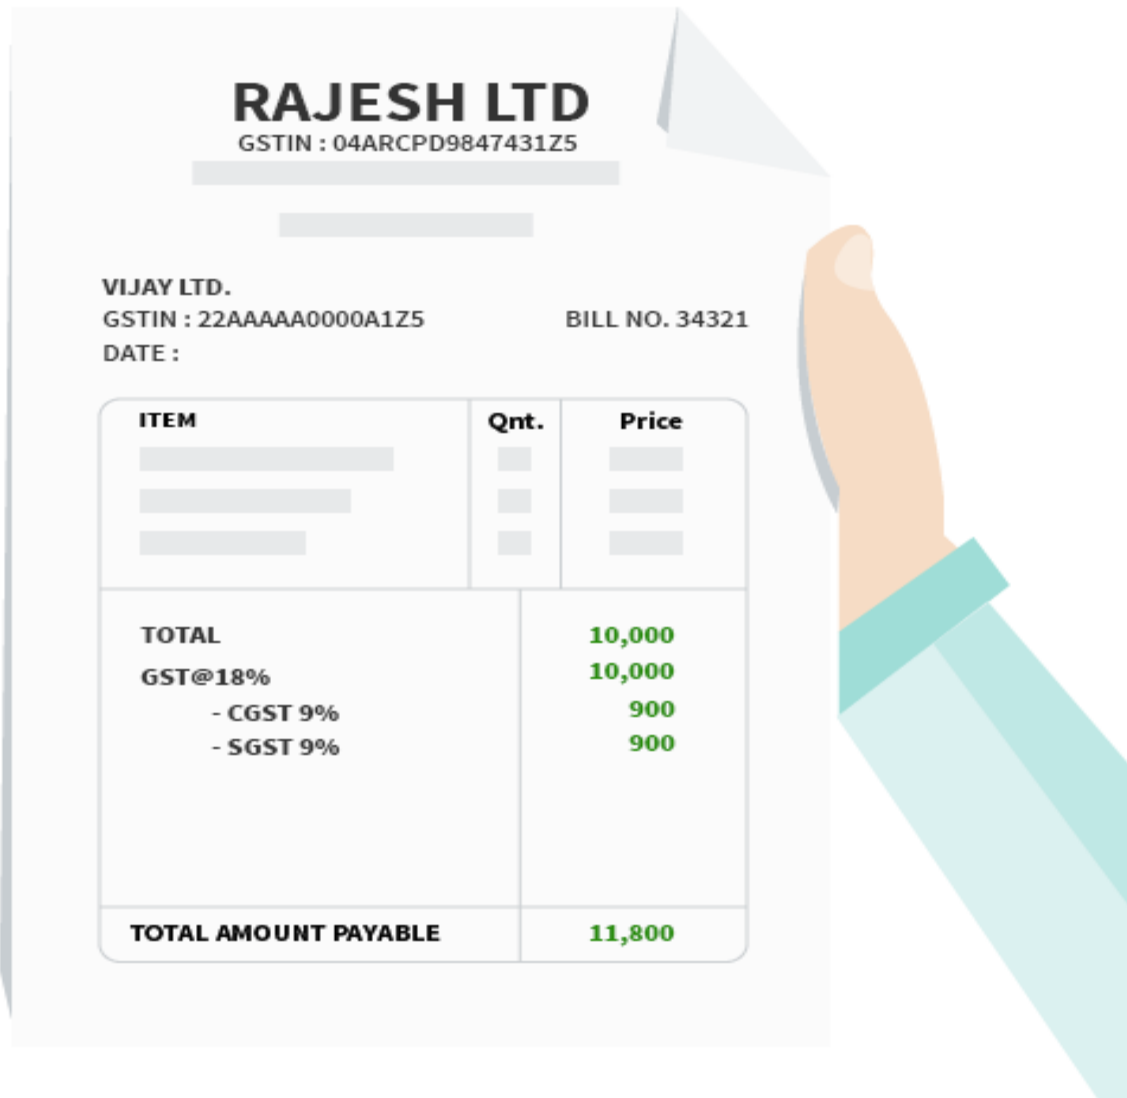 RAJESH LTD
GSTIN : 04ARCPD9847431Z5
VIJAY LTD.
GSTIN : 22AAAAA0000A1Z5 BILL NO. 34321
DATE :
ITEM Qnt. Price
TOTAL 10,000
GST@18% 10,000
- CGST 9% 900
- SGST 9% 900
TOTAL AMOUNT PAYABLE 11,800